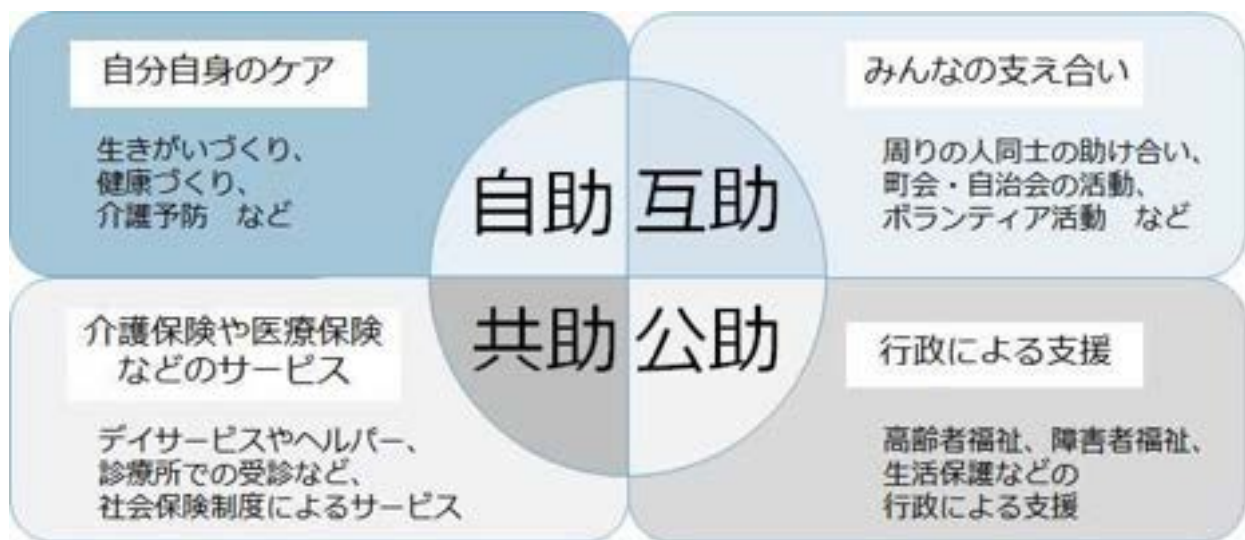 自分自身のケア
生きがいづくり、
健康づくり、
介護予防　など
自助
互助
みんなの支え合い
周りの人同士の助け合い、
町会・自治会の活動、
ボランティア活動　など
介護保険や医療保険
などのサービス
デイサービスやヘルパー、
診療所での受診など、
社会保険制度によるサービス
共助
公助
行政による支援
高齢者福祉、障害者福祉、
生活保護などの
行政による支援